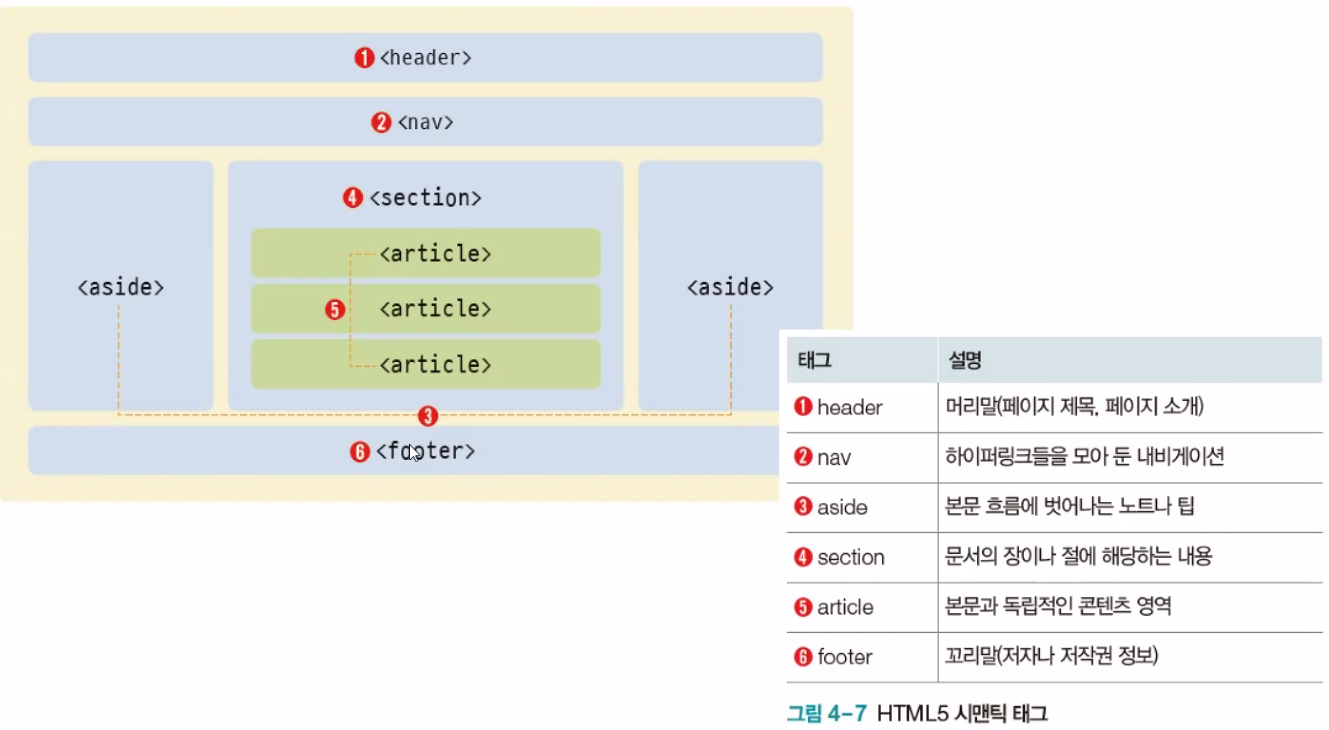 ❶ <header>
❷ <nav>
❹ <section>
<article>
<aside>
❺ <article>
<aside>
<article>
❸
❻ <footer>
태그 설명
❶ header 머리말(페이지 제목, 페이지 소개)
❷ nav 하이퍼링크들을 모아 둔 내비게이션
❸ aside 본문 흐름에 벗어나는 노트나 팁
❹ section 문서의 장이나 절에 해당하는 내용
❺ article 본문과 독립적인 콘텐츠 영역
❻ footer 꼬리말(저자나 저작권 정보)
그림 4-7 HTML5 시맨틱 태그